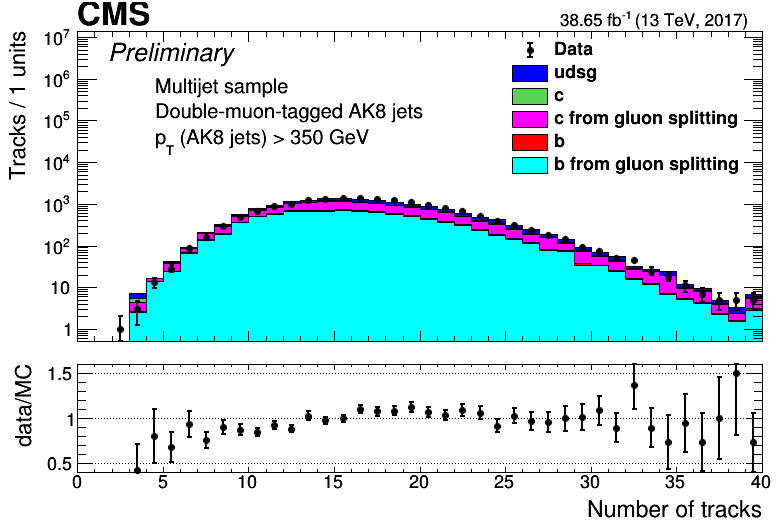 CMS
38.65 fb⁻¹ (13 TeV, 2017)
Tracks / 1 units
10⁷
10⁶
10⁵
10⁴
10³
10²
10
1
Preliminary
Multijet sample
Double-muon-tagged AK8 jets
p_T (AK8 jets) > 350 GeV
Data
udsg
c
c from gluon splitting
b
b from gluon splitting
data/MC
1.5
1
0.5
0 5 10 15 20 25 30 35 40
Number of tracks